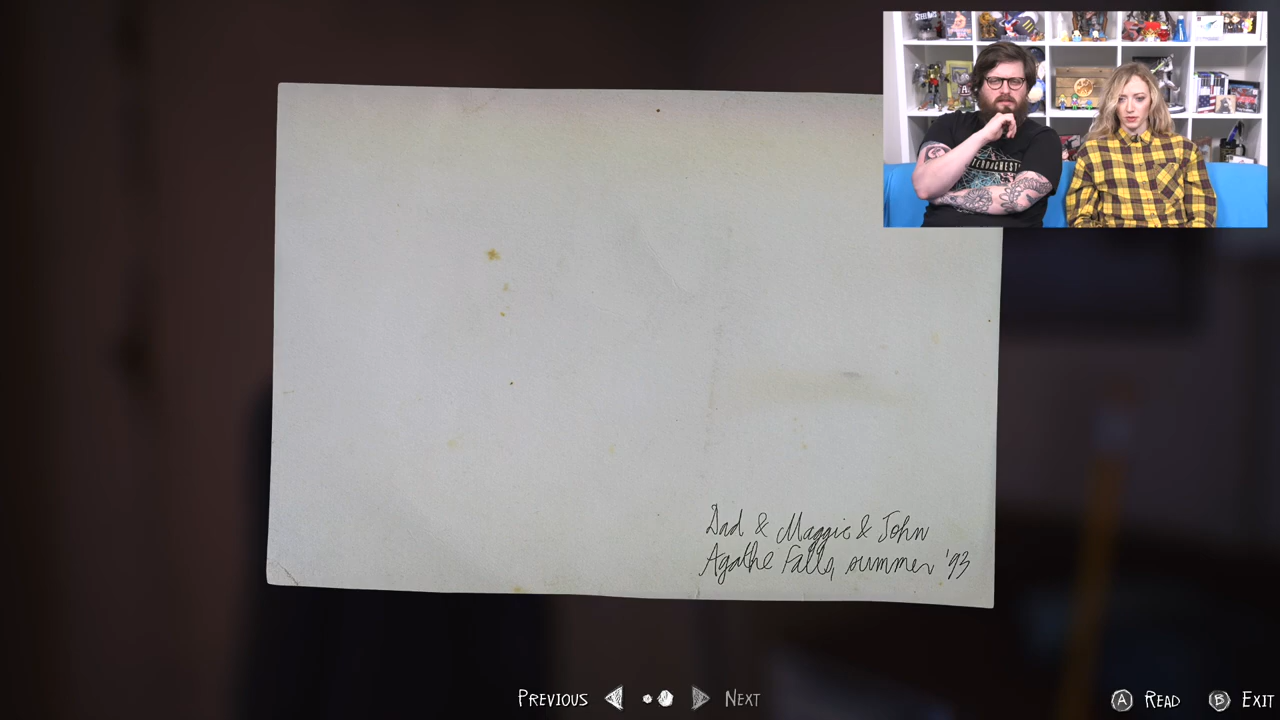 Dad & Maggie & John
Agathe Falls, summer '93
PREVIOUS
NEXT
A READ
B EXIT